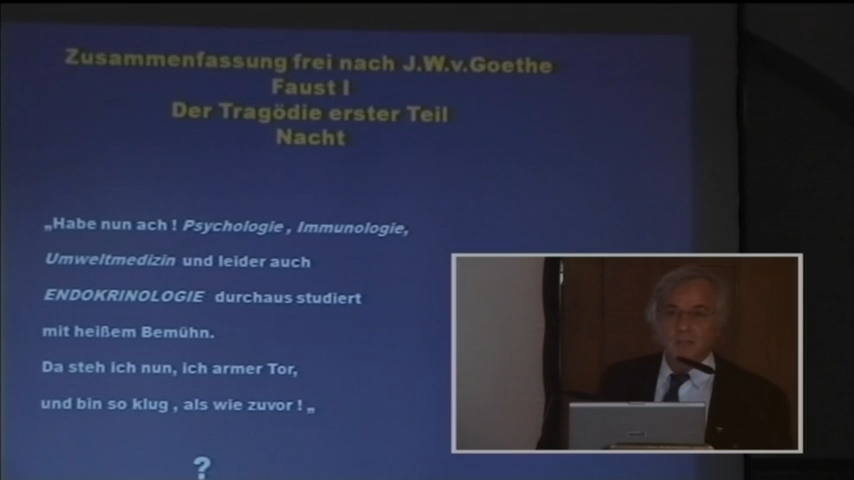 Zusammenfassung frei nach J.W.v.Goethe
Faust I
Der Tragödie erster Teil
Nacht
„Habe nun ach ! Psychologie , Immunologie,
Umweltmedizin und leider auch
ENDOKRINOLOGIE durchaus studiert
mit heißem Bemühn.
Da steh ich nun, ich armer Tor,
und bin so klug , als wie zuvor ! „
?